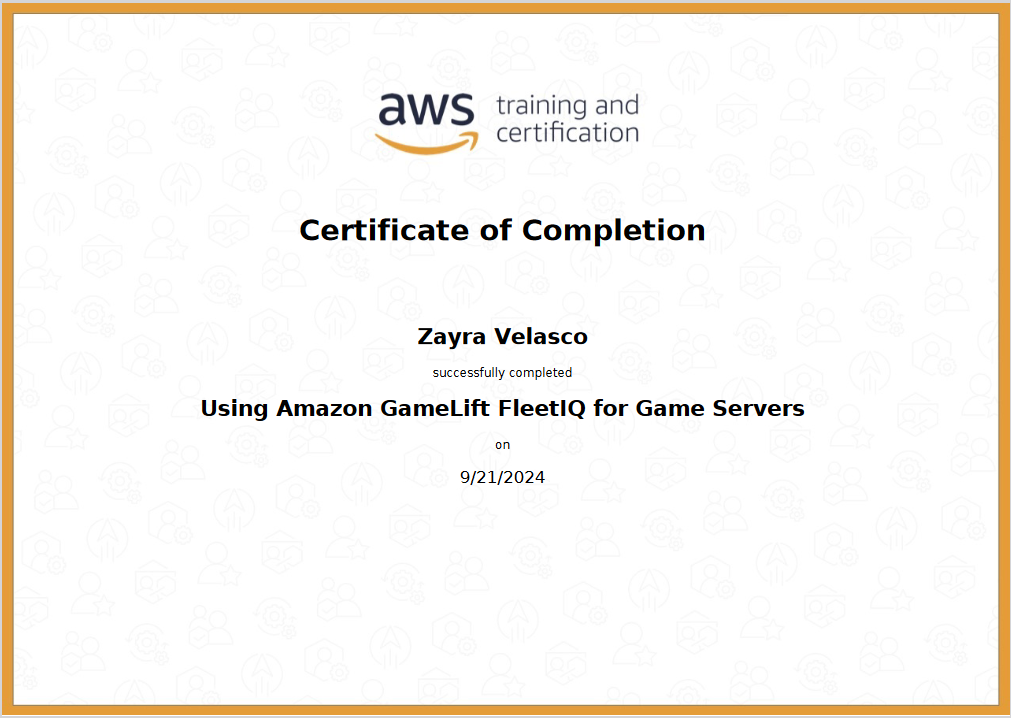 aws training and
certification
Certificate of Completion
Zayra Velasco
successfully completed
Using Amazon GameLift FleetIQ for Game Servers
on
9/21/2024